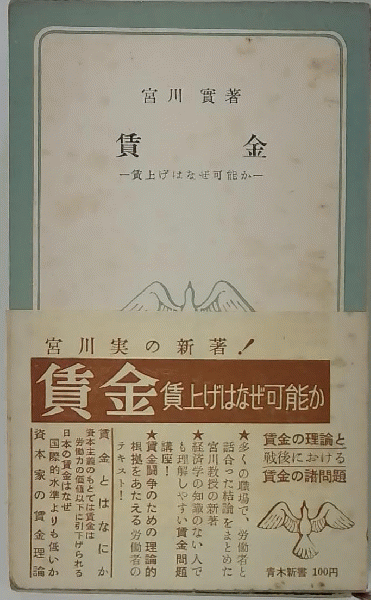 宮川實著
賃金
―賃上げはなぜ可能か―
宮川実の新著!
賃金 賃上げはなぜ可能か
賃金の理論と
戦後における
賃金の諸問題
青木新書 100円
★多くの職場で、労働者と
話合った結論をまとめた
宮川教授の新著
★経済学の知識のない人で
も理解しやすい賃金問題
講座!
★賃金闘争のための理論的
根拠をあたえる労働者の
テキスト!
賃金とはなにか
資本主義のもとでは賃金は
労働力の価値以下に引下げられる
日本の賃金はなぜ
国際的水準よりも低いか
資本家の賃金理論